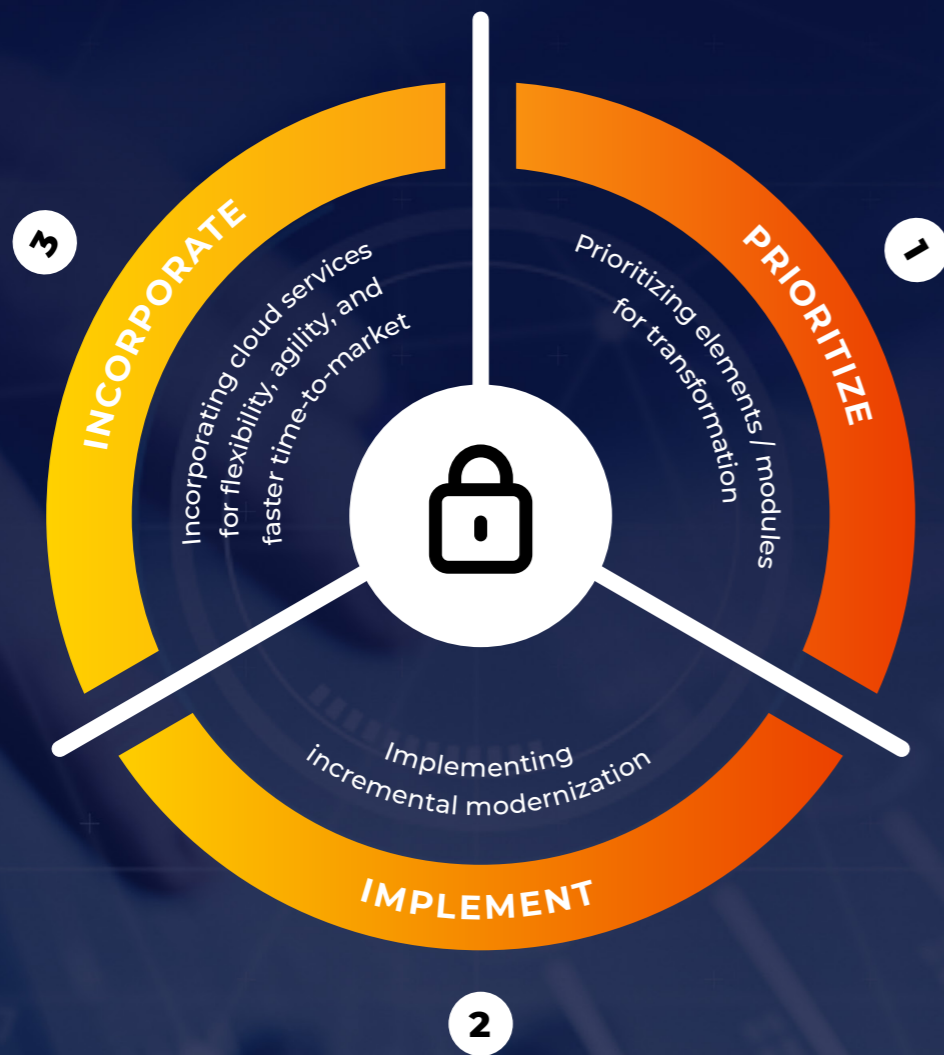 1
PRIORITIZE
Prioritizing elements / modules
for transformation
2
IMPLEMENT
Implementing
incremental modernization
3
INCORPORATE
Incorporating cloud services
for flexibility, agility, and
faster time-to-market